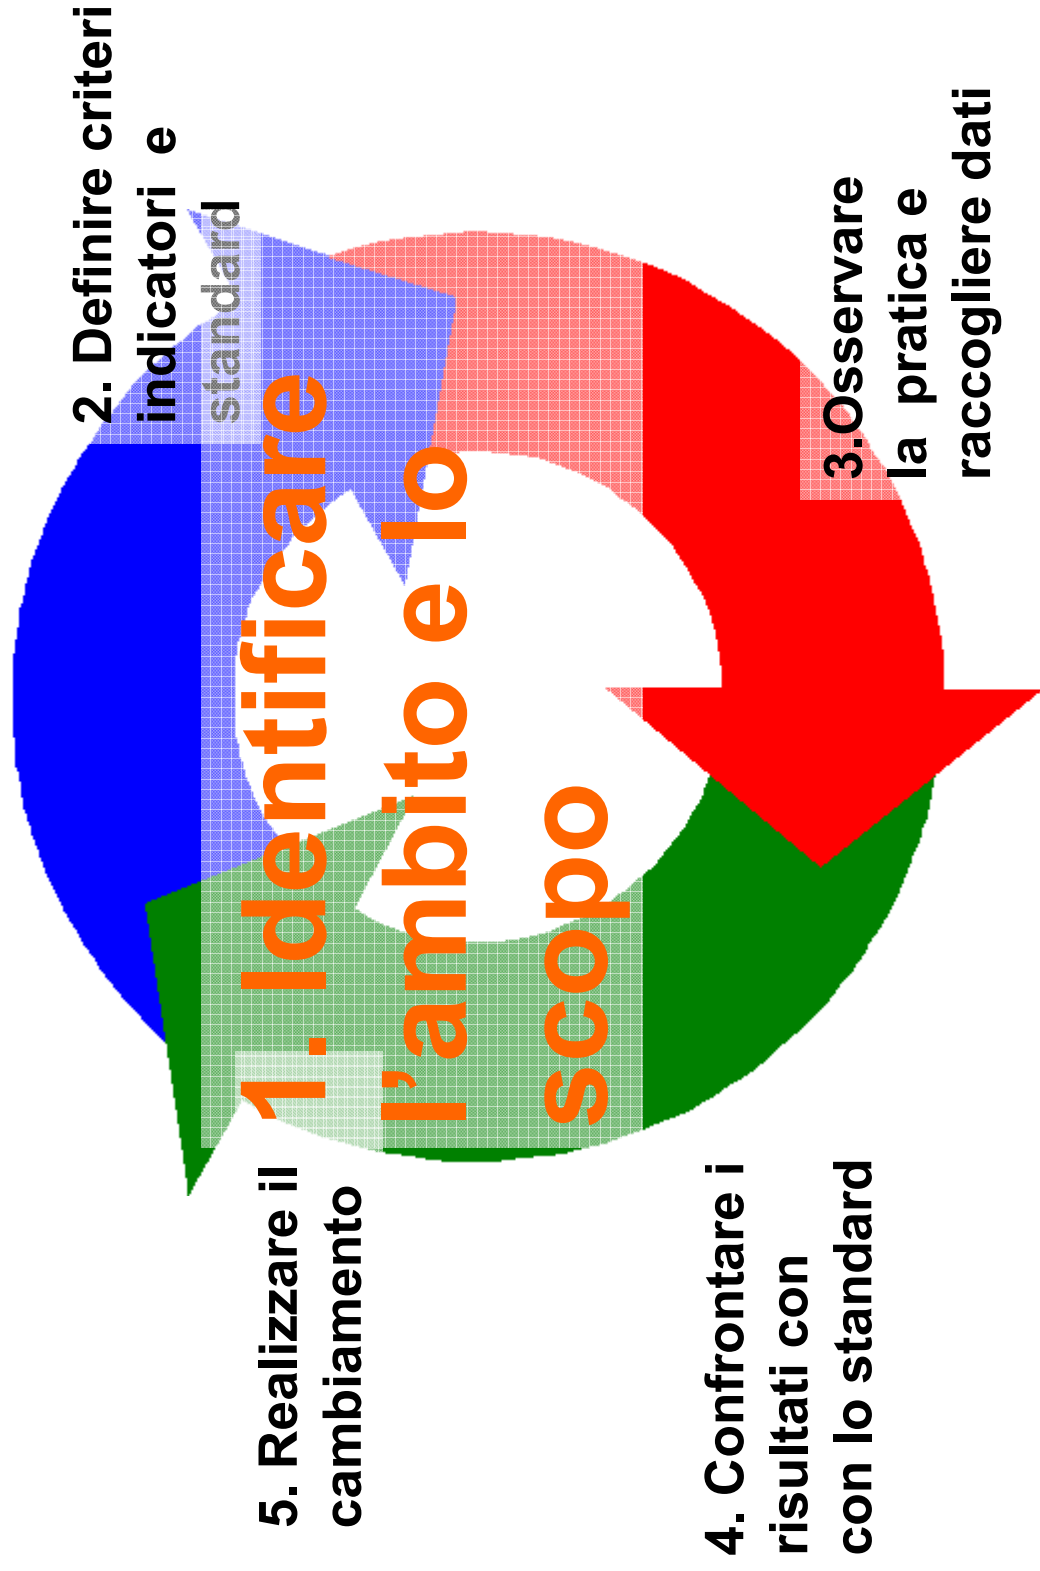 1. Identificare
l’ambito e lo
scopo
2. Definire criteri
indicatori e
standard
3.Osservare
la pratica e
raccogliere dati
4. Confrontare i
risultati con
con lo standard
5. Realizzare il
cambiamento